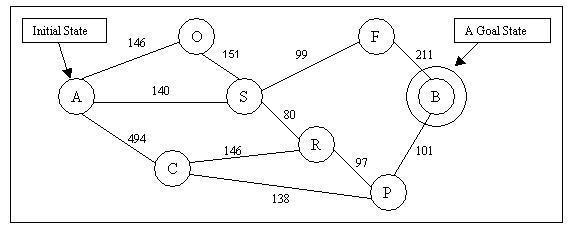 Initial State
A Goal State
O
F
146
151
99
211
A
140
S
B
80
494
146
R
97
101
C
138
P